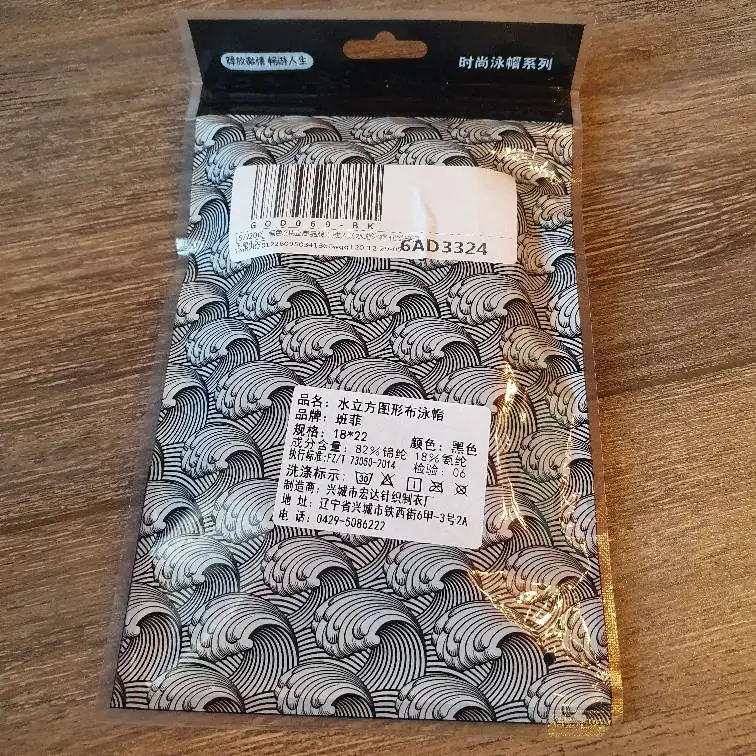 释放激情 畅游人生
时尚泳帽系列
GOD069-BK
6AD3324
品名：水立方图形布泳帽
品牌：班菲
规格：18*22 颜色：黑色
成分含量：82%锦纶 18%氨纶
执行标准:FZ/T 73050-7014 检验：06
洗涤标示： 30
制造商：兴城市宏达针织制衣厂
地 址：辽宁省兴城市铁西街6甲-3号2A
电 话：0429-5086222